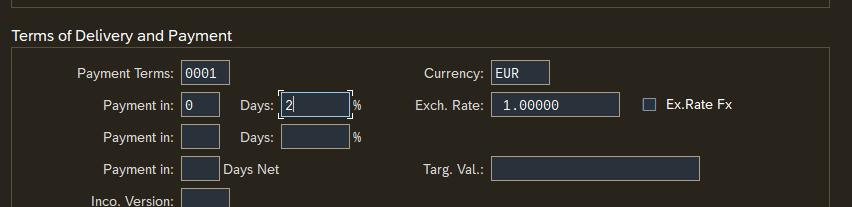 Terms of Delivery and Payment
Payment Terms: 0001 Currency: EUR
Payment in: 0 Days: 2 % Exch. Rate: 1.00000 Ex.Rate Fx
Payment in: Days: %
Payment in: Days Net Targ. Val.:
Inco. Version: